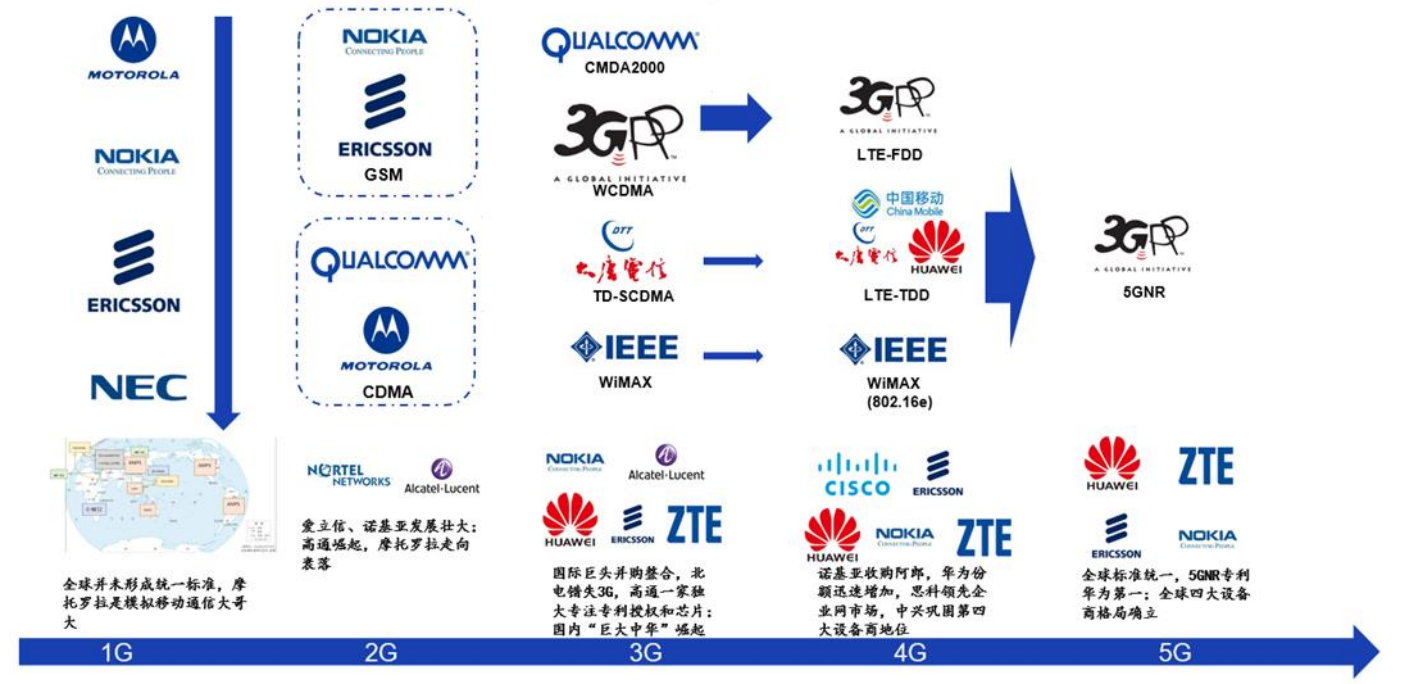 MOTOROLA
NOKIA
CONNECTING PEOPLE
ERICSSON
NEC
全球并未形成统一标准，摩
托罗拉是模拟移动通信大哥
大
1G
NOKIA
CONNECTING PEOPLE
ERICSSON
GSM
QUALCOMM
MOTOROLA
CDMA
NORTEL
NETWORKS
Alcatel·Lucent
爱立信、诺基亚发展壮大；
高通崛起，摩托罗拉走向
衰落
2G
QUALCOMM
CMDA2000
3GPP
A GLOBAL INITIATIVE
WCDMA
DTT
大唐電信
TD-SCDMA
IEEE
WiMAX
NOKIA
CONNECTING PEOPLE
Alcatel·Lucent
HUAWEI
ERICSSON
ZTE
国际巨头并购整合，北
电错失3G，高通一家独
大专注专利授权和芯片；
国内“巨大中华”崛起
3G
3GPP
A GLOBAL INITIATIVE
LTE-FDD
中国移动
China Mobile
DTT
大唐電信
HUAWEI
LTE-TDD
IEEE
WiMAX
(802.16e)
CISCO
ERICSSON
HUAWEI
NOKIA
CONNECTING PEOPLE
ZTE
诺基亚收购阿郎，华为份
额迅速增加，思科领先企
业网市场，中兴巩固第四
大设备商地位
4G
3GPP
A GLOBAL INITIATIVE
5GNR
HUAWEI
ZTE
ERICSSON
NOKIA
CONNECTING PEOPLE
全球标准统一，5GNR专利
华为第一；全球四大设备
商格局确立
5G